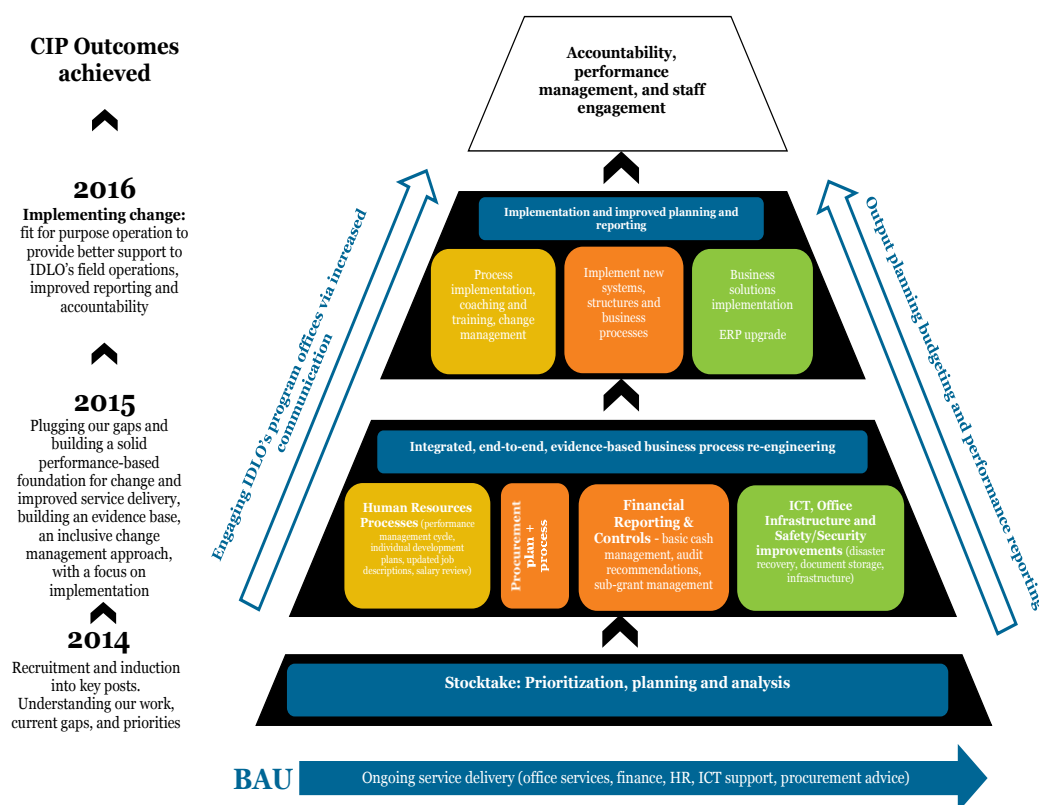 CIP Outcomes
achieved
2016
Implementing change:
fit for purpose operation to
provide better support to
IDLO's field operations,
improved reporting and
accountability
2015
Plugging our gaps and
building a solid
performance-based
foundation for change and
improved service delivery,
building an evidence base,
an inclusive change
management approach,
with a focus on
implementation
2014
Recruitment and induction
into key posts.
Understanding our work,
current gaps, and priorities
Engaging IDLO's program offices via increased
communication
Accountability,
performance
management, and staff
engagement
Implementation and improved planning and
reporting
Process
implementation,
coaching and
training, change
management
Implement new
systems,
structures and
business
processes
Business
solutions
implementation
ERP upgrade
Integrated, end-to-end, evidence-based business process re-engineering
Human Resources
Processes (performance
management cycle,
individual development
plans, updated job
descriptions, salary review)
Procurement
plan +
process
Financial
Reporting &
Controls - basic cash
management, audit
recommendations,
sub-grant management
ICT, Office
Infrastructure and
Safety/Security
improvements (disaster
recovery, document storage,
infrastructure)
Stocktake: Prioritization, planning and analysis
Output planning budgeting and performance reporting
BAU
Ongoing service delivery (office services, finance, HR, ICT support, procurement advice)